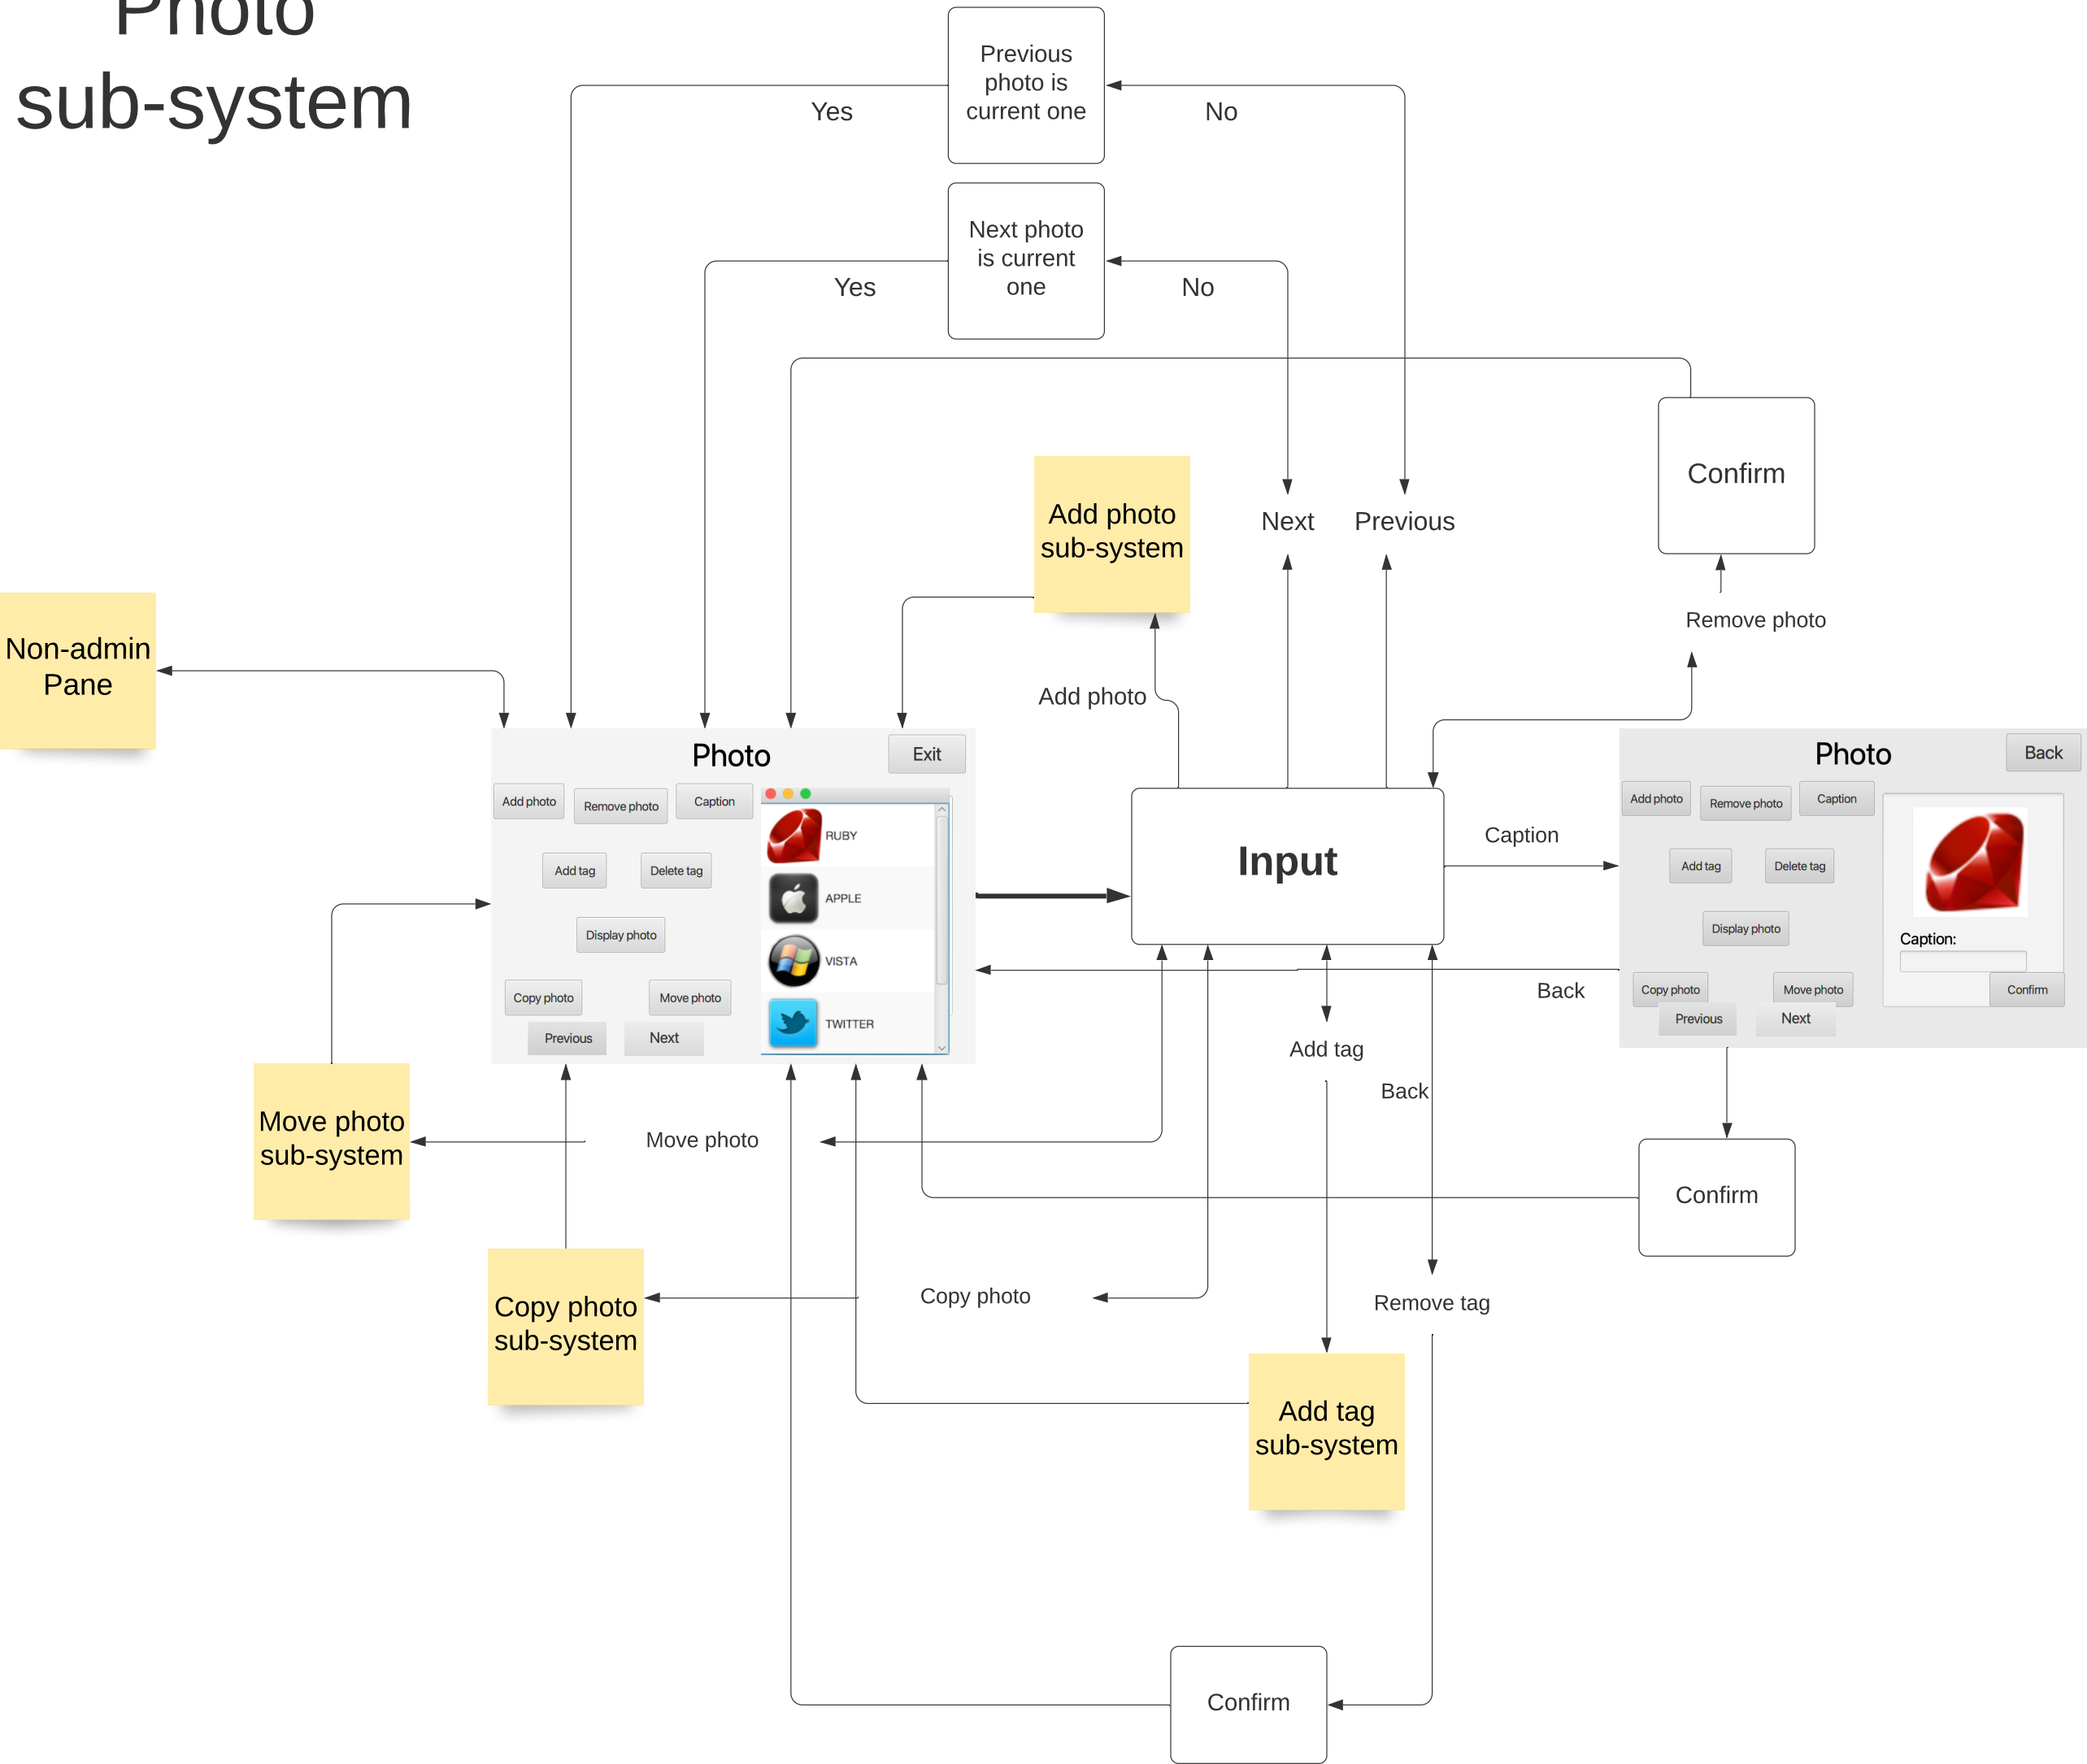 Photo
sub-system
Previous
photo is
current one
Yes
No
Next photo
is current
one
Yes
No
Confirm
Add photo
sub-system
Next
Previous
Remove photo
Non-admin
Pane
Add photo
Photo
Exit
Add photo
Remove photo
Caption
Add tag
Delete tag
Display photo
Copy photo
Move photo
Previous
Next
RUBY
APPLE
VISTA
TWITTER
Input
Caption
Back
Photo
Back
Add photo
Remove photo
Caption
Add tag
Delete tag
Display photo
Copy photo
Move photo
Previous
Next
Caption:
Confirm
Add tag
Back
Move photo
sub-system
Move photo
Confirm
Copy photo
sub-system
Copy photo
Remove tag
Add tag
sub-system
Confirm